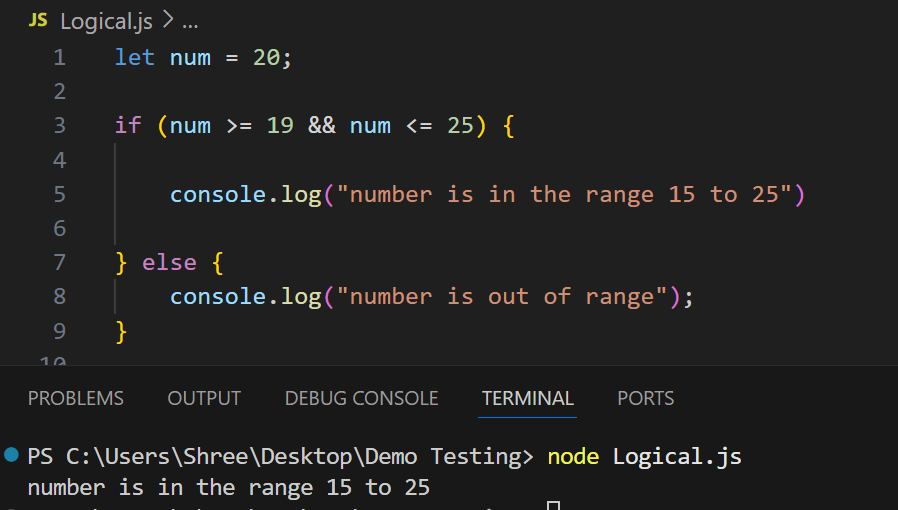 JS Logical.js > ...
1 let num = 20;
2
3 if (num >= 19 && num <= 25) {
4
5 console.log("number is in the range 15 to 25")
6
7 } else {
8 console.log("number is out of range");
9 }
10
PROBLEMS OUTPUT DEBUG CONSOLE TERMINAL PORTS
PS C:\Users\Shree\Desktop\Demo Testing> node Logical.js
number is in the range 15 to 25